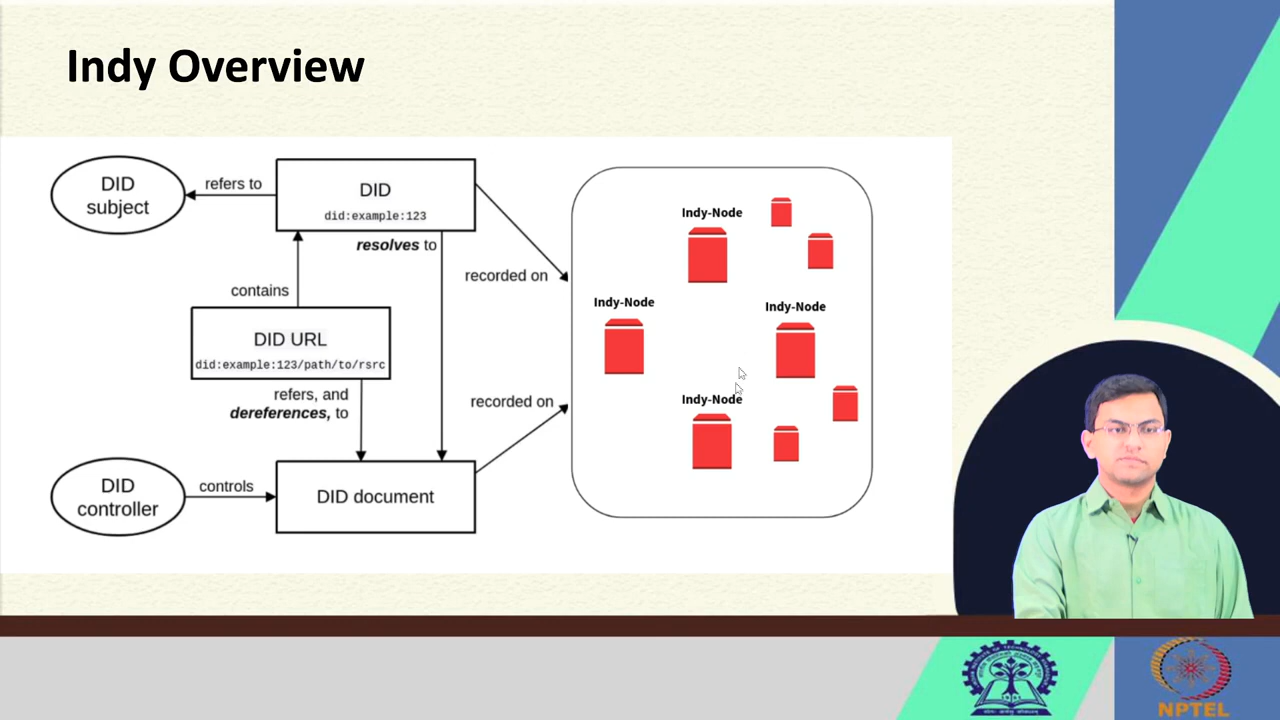 Indy Overview
DID
subject
refers to
DID
did:example:123
resolves to
recorded on
contains
DID URL
did:example:123/path/to/rsrc
refers, and
dereferences, to
recorded on
DID
controller
controls
DID document
Indy-Node
Indy-Node
Indy-Node
Indy-Node
NPTEL